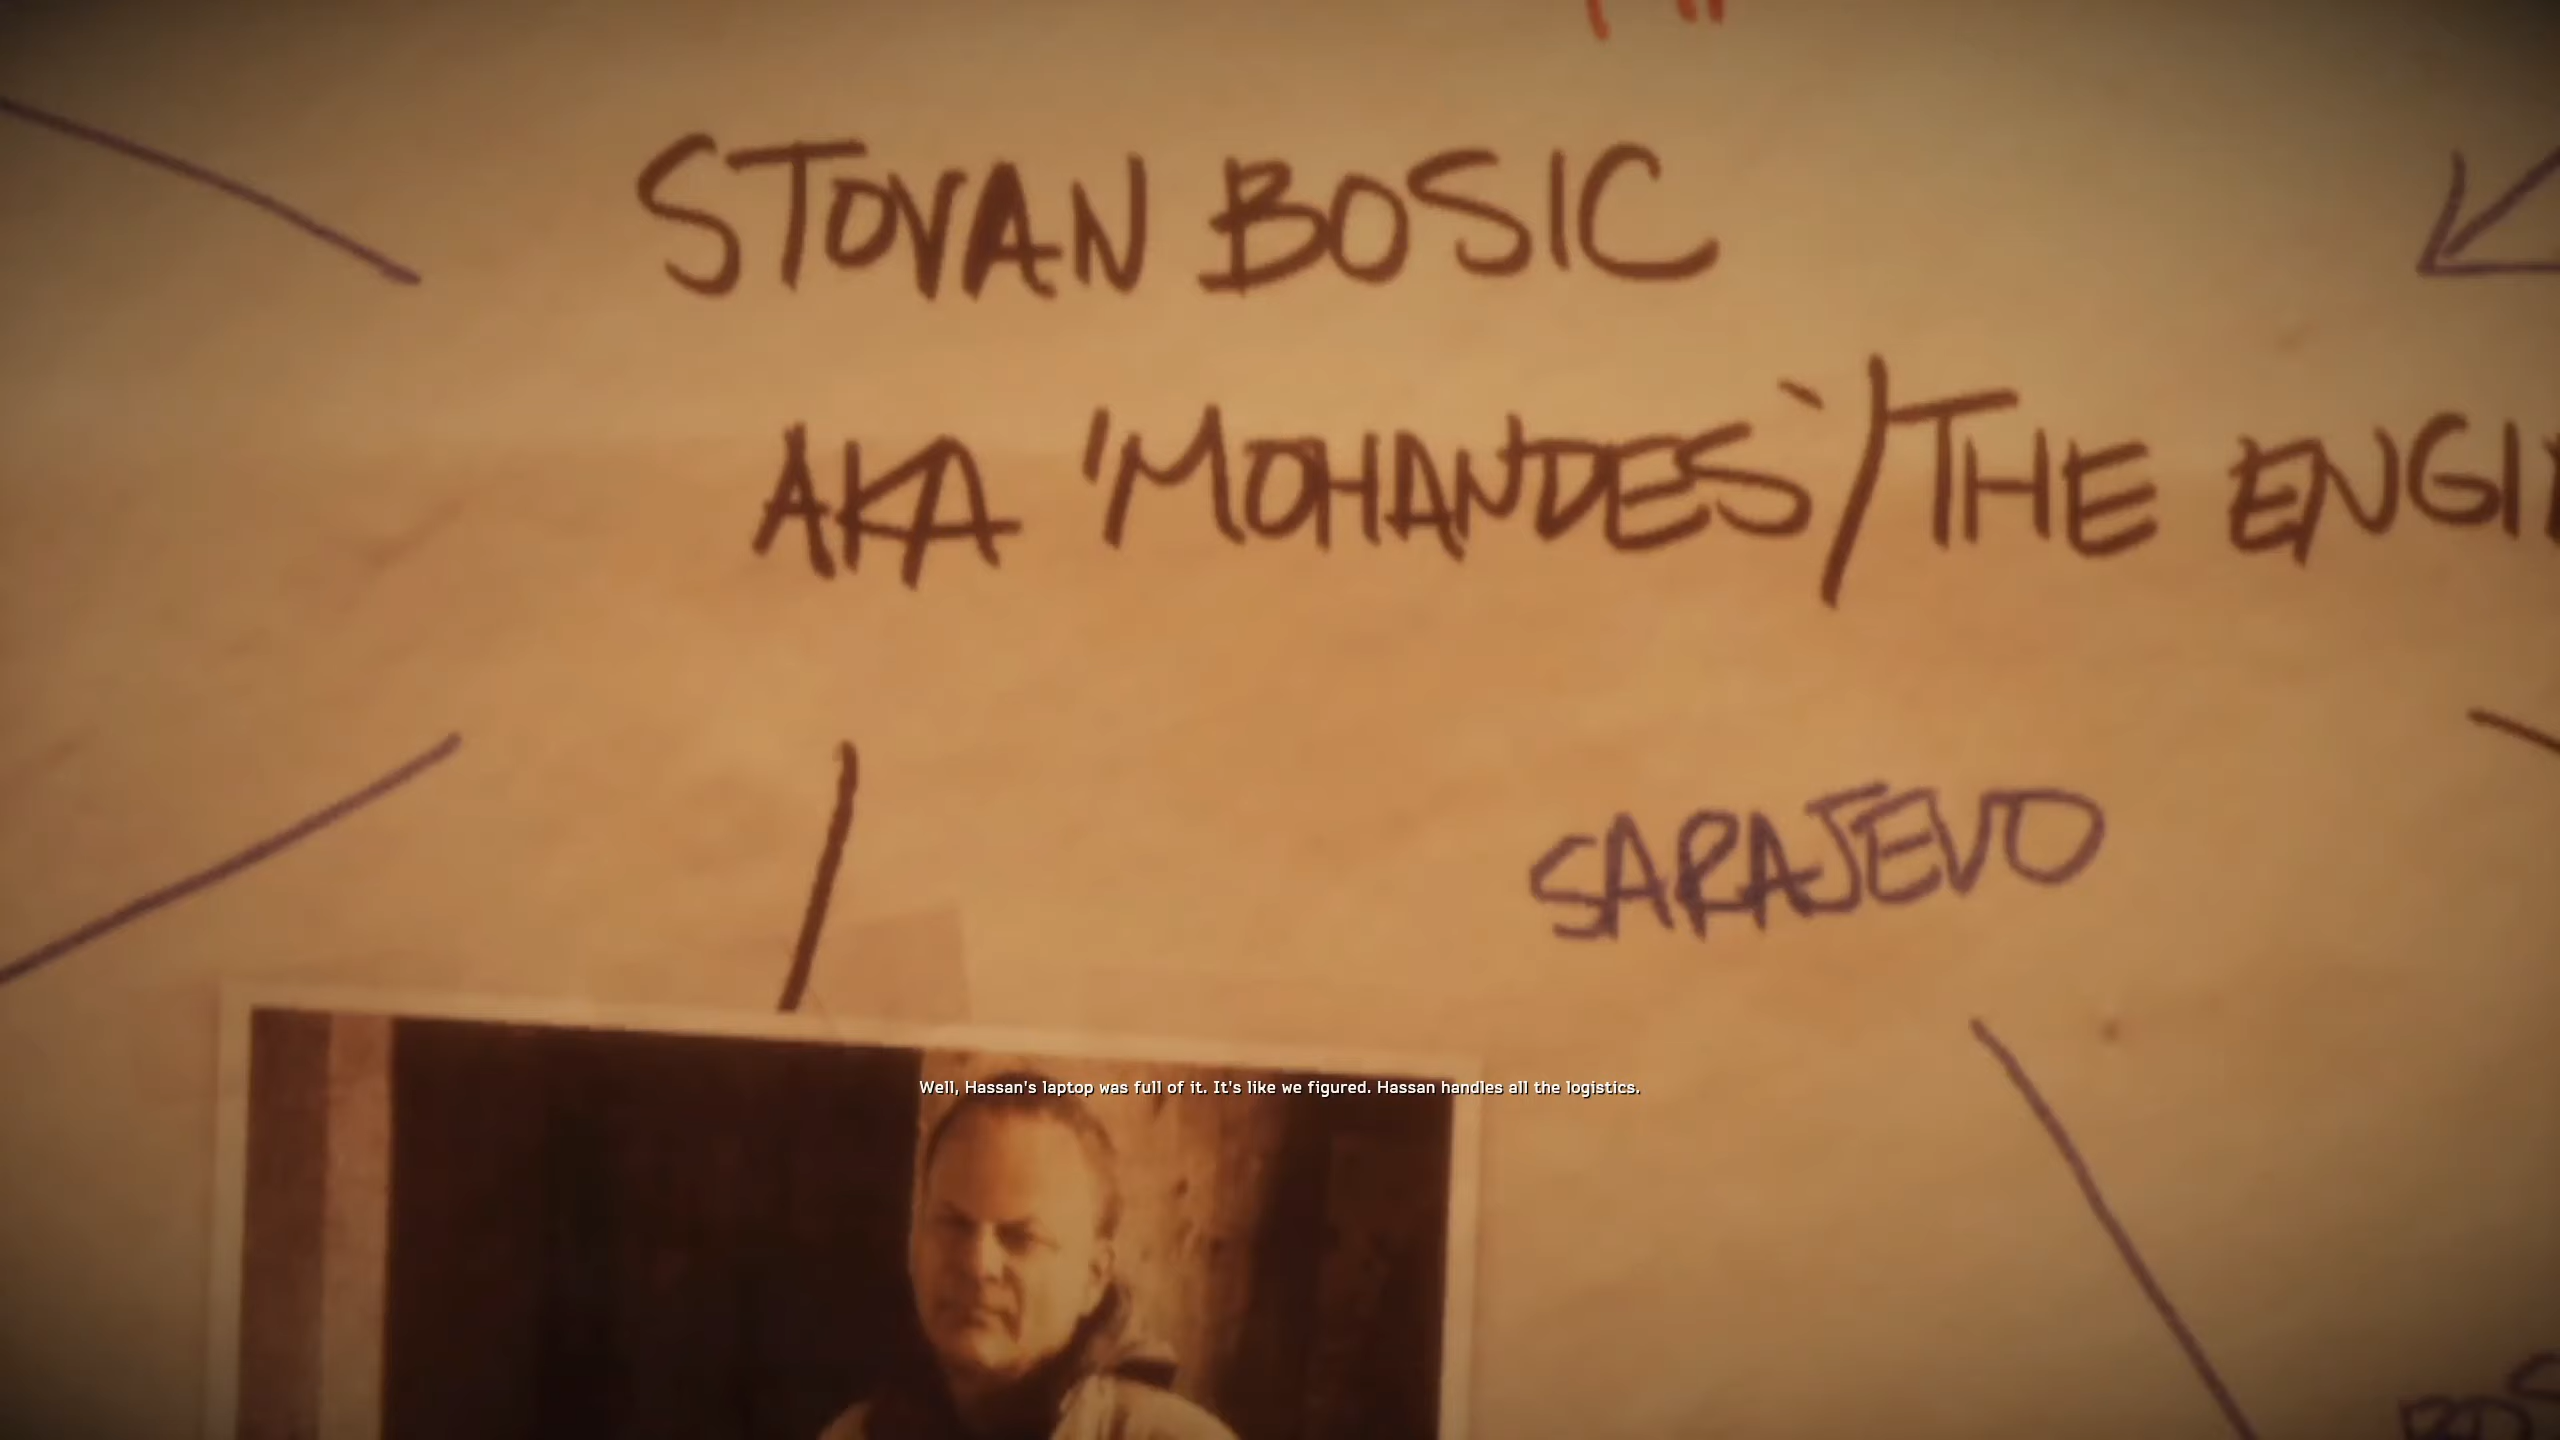 STOVAN BOSIC
AKA 'MOHANDES'/THE ENGI
SARAJEVO
Well, Hassan's laptop was full of it. It's like we figured. Hassan handles all the logistics.